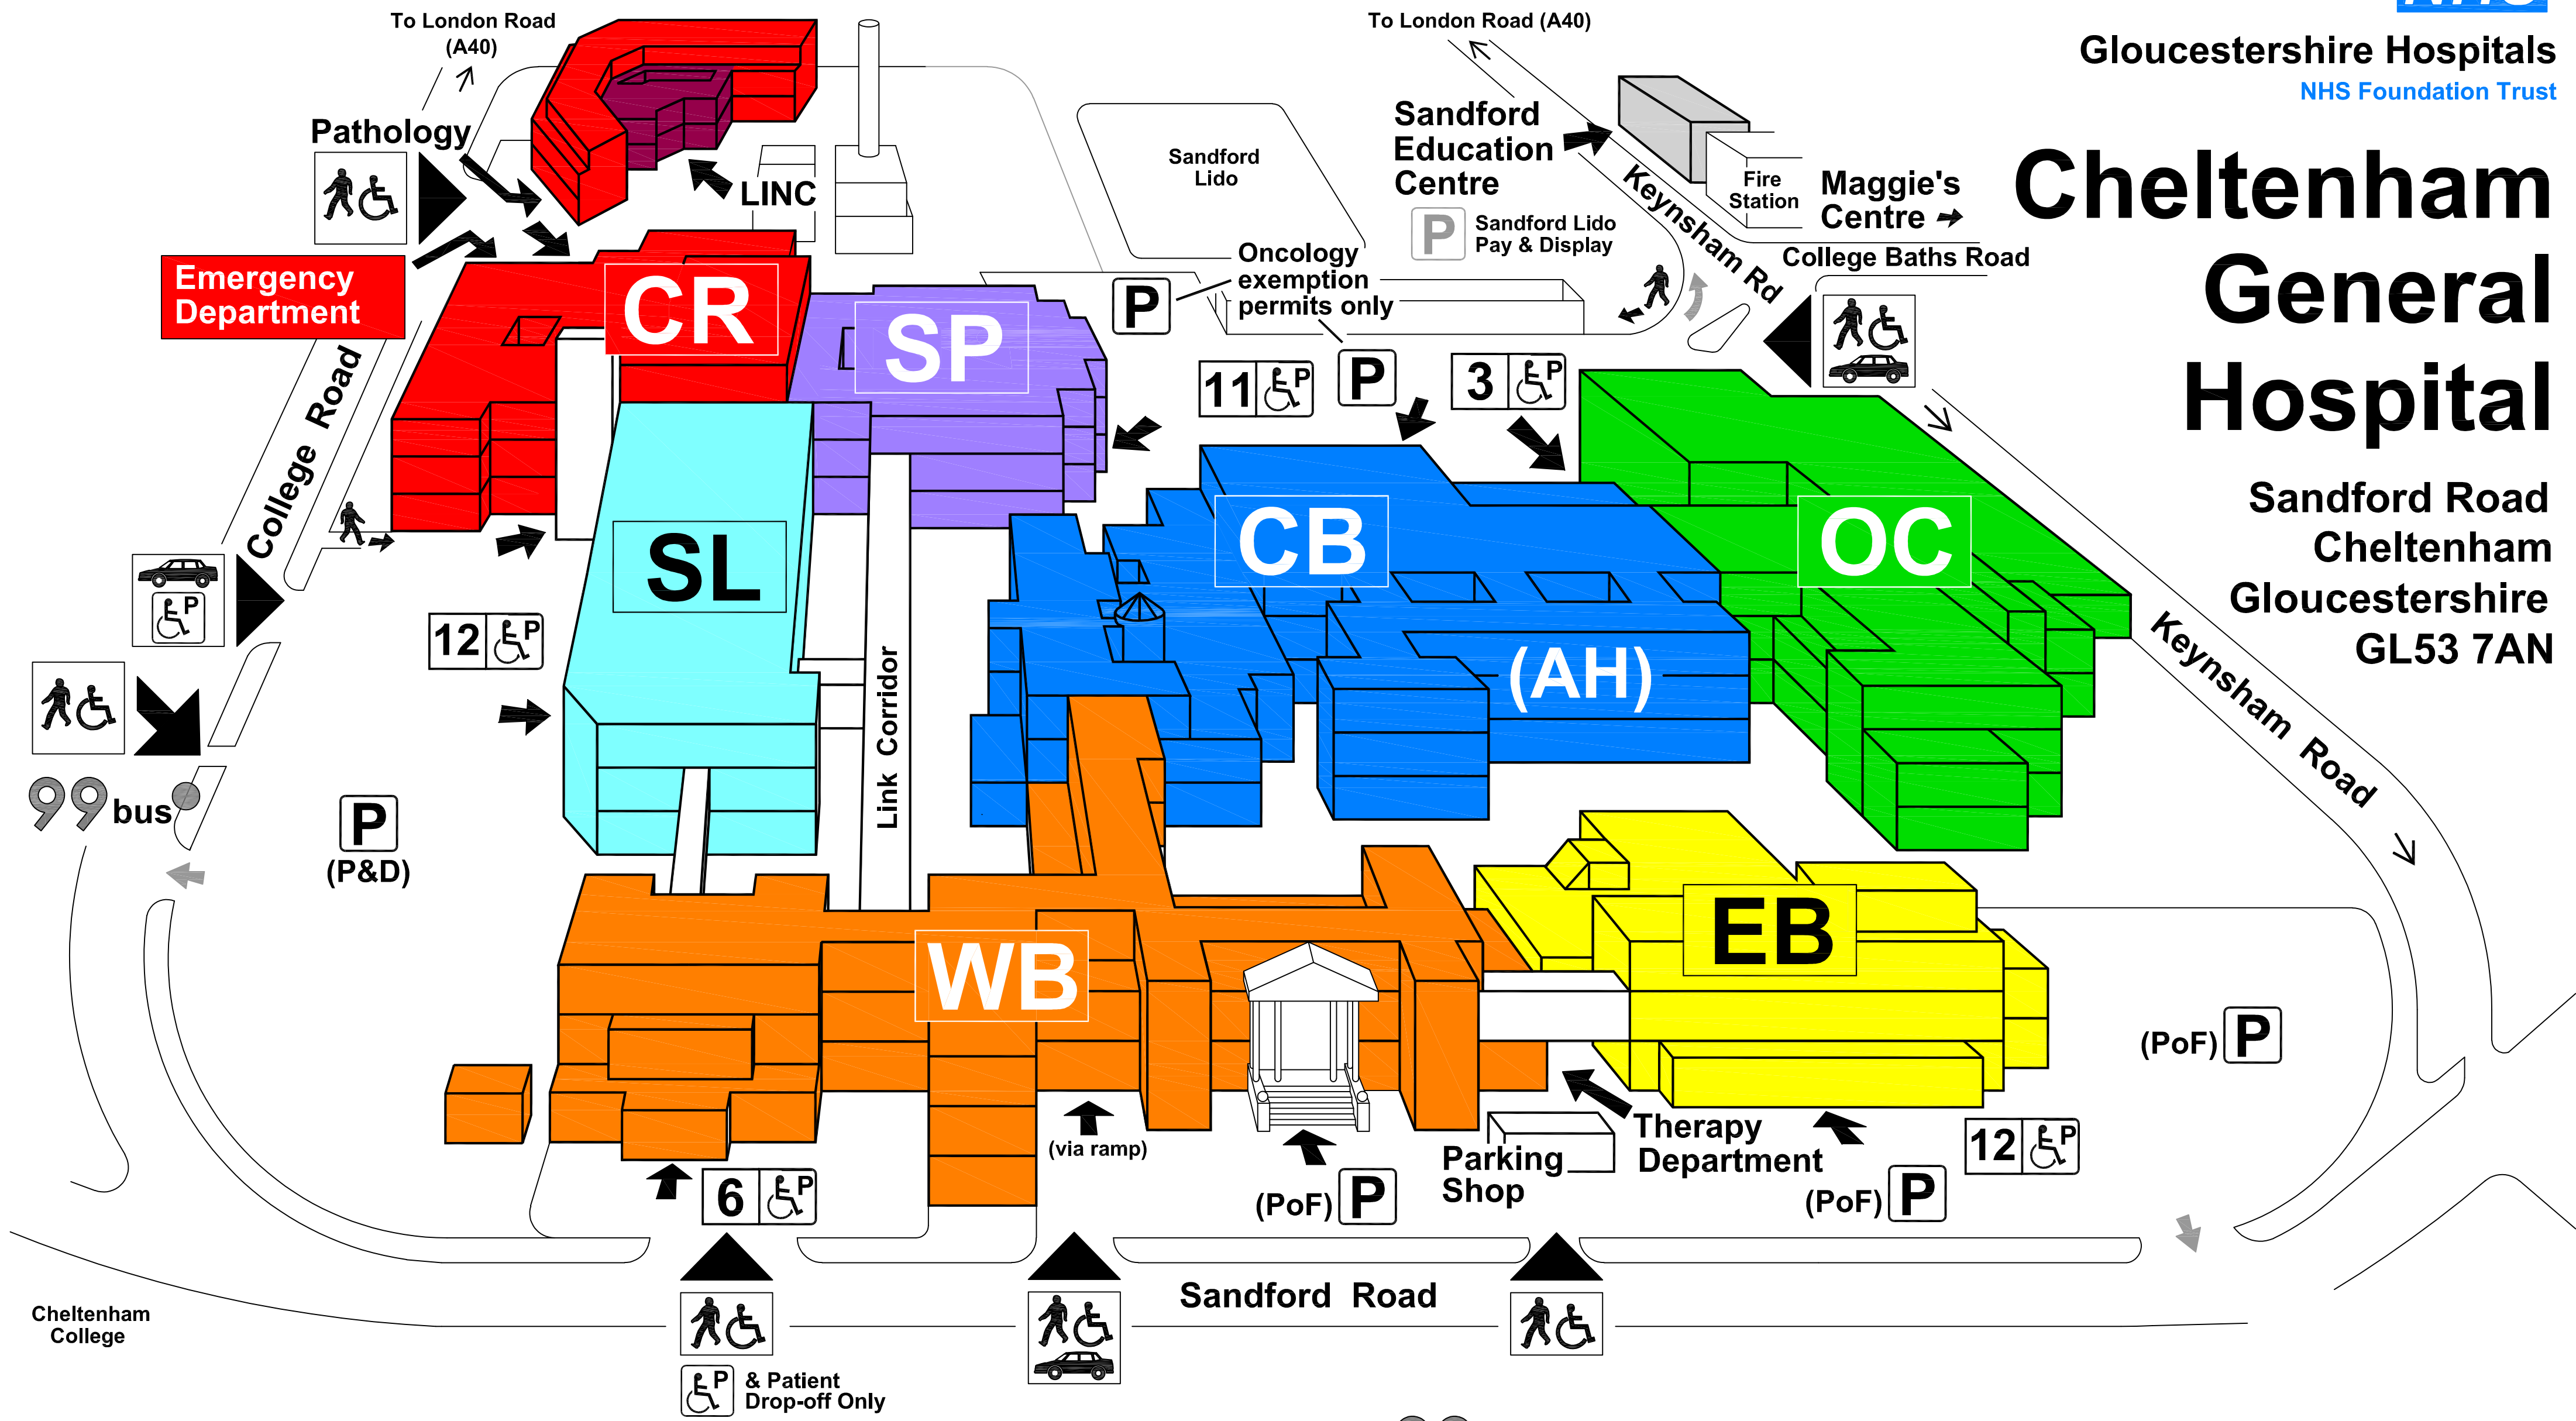 To London Road
(A40)
To London Road (A40)
NHS
Gloucestershire Hospitals
NHS Foundation Trust
Cheltenham
General
Hospital
Sandford Road
Cheltenham
Gloucestershire
GL53 7AN
Pathology
LINC
Emergency
Department
Sandford
Lido
Sandford
Education
Centre
P
Sandford Lido
Pay & Display
Fire
Station
Maggie's
Centre
Keynsham Rd
College Baths Road
Oncology
exemption
permits only
P
P
11 P
3 P
CR
SP
College Road
P
SL
CB
OC
(AH)
12 P
Link Corridor
Keynsham Road
99 bus
P
(P&D)
WB
EB
(PoF) P
(via ramp)
Therapy
Department
Parking
Shop
12 P
6 P
(PoF) P
(PoF) P
Sandford Road
Cheltenham
College
P & Patient
Drop-off Only